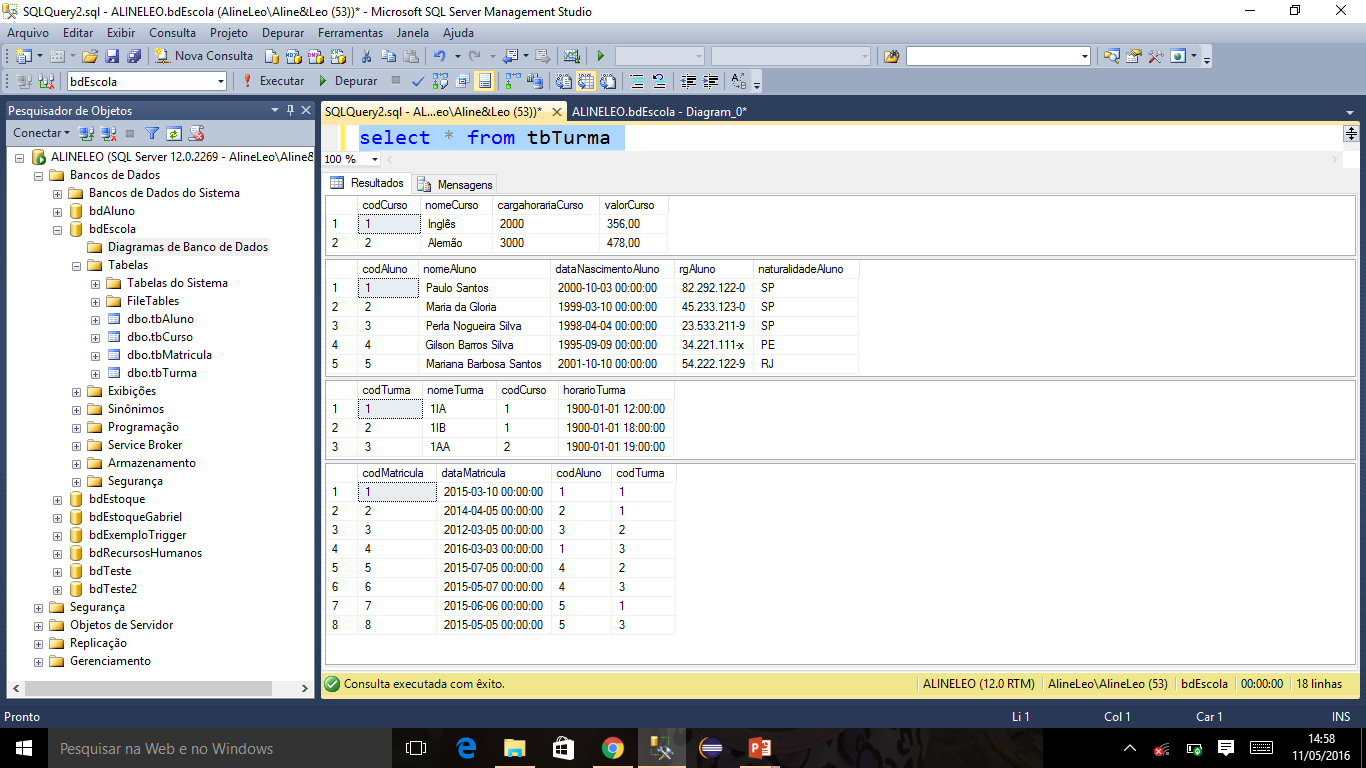 SQLQuery2.sql - ALINELEO.bdEscola (AlineLeo\Aline&Leo (53))* - Microsoft SQL Server Management Studio
Arquivo Editar Exibir Consulta Projeto Depurar Ferramentas Janela Ajuda
Nova Consulta
bdEscola Executar Depurar
Pesquisador de Objetos
Conectar
ALINELEO (SQL Server 12.0.2269 - AlineLeo\Aline&
Bancos de Dados
Bancos de Dados do Sistema
bdAluno
bdEscola
Diagramas de Banco de Dados
Tabelas
Tabelas do Sistema
FileTables
dbo.tbAluno
dbo.tbCurso
dbo.tbMatricula
dbo.tbTurma
Exibições
Sinônimos
Programação
Service Broker
Armazenamento
Segurança
bdEstoque
bdEstoqueGabriel
bdExemploTrigger
bdRecursosHumanos
bdTeste
bdTeste2
Segurança
Objetos de Servidor
Replicação
Gerenciamento
SQLQuery2.sql - AL...eo\Aline&Leo (53))* ALINELEO.bdEscola - Diagram_0*
select * from tbTurma
100 %
Resultados Mensagens
codCurso nomeCurso cargahorariaCurso valorCurso
1 1 Inglês 2000 356,00
2 2 Alemão 3000 478,00
codAluno nomeAluno dataNascimentoAluno rgAluno naturalidadeAluno
1 1 Paulo Santos 2000-10-03 00:00:00 82.292.122-0 SP
2 2 Maria da Gloria 1999-03-10 00:00:00 45.233.123-0 SP
3 3 Perla Nogueira Silva 1998-04-04 00:00:00 23.533.211-9 SP
4 4 Gilson Barros Silva 1995-09-09 00:00:00 34.221.111-x PE
5 5 Mariana Barbosa Santos 2001-10-10 00:00:00 54.222.122-9 RJ
codTurma nomeTurma codCurso horarioTurma
1 1 1IA 1 1900-01-01 12:00:00
2 2 1IB 1 1900-01-01 18:00:00
3 3 1AA 2 1900-01-01 19:00:00
codMatricula dataMatricula codAluno codTurma
1 1 2015-03-10 00:00:00 1 1
2 2 2014-04-05 00:00:00 2 1
3 3 2012-03-05 00:00:00 3 2
4 4 2016-03-03 00:00:00 1 3
5 5 2015-07-05 00:00:00 4 2
6 6 2015-05-07 00:00:00 4 3
7 7 2015-06-06 00:00:00 5 1
8 8 2015-05-05 00:00:00 5 3
Consulta executada com êxito. ALINELEO (12.0 RTM) AlineLeo\AlineLeo (53) bdEscola 00:00:00 18 linhas
Pronto Li 1 Col 1 Car 1 INS
Pesquisar na Web e no Windows
14:58
11/05/2016